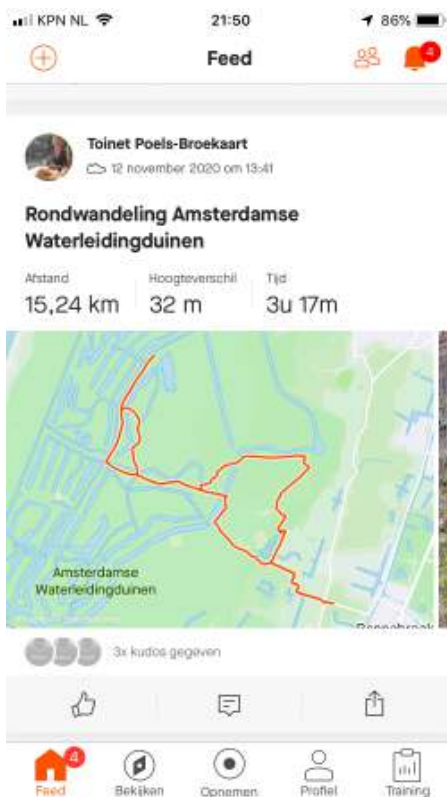 KPN NL
21:50
86%
Feed
4
Toinet Poels-Broekaart
12 november 2020 om 13:41
Rondwandeling Amsterdamse
Waterleidingduinen
Afstand
Hoogteverschil
Tijd
15,24 km
32 m
3u 17m
Amsterdamse
Waterleidingduinen
3x kudos gegeven
4
Feed
Bekijken
Opnemen
Profiel
Training